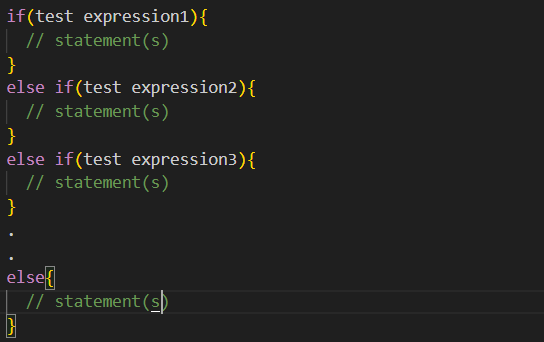 if(test expression1){
  // statement(s)
}
else if(test expression2){
  // statement(s)
}
else if(test expression3){
  // statement(s)
}
.
.
else{
  // statement(s)
}